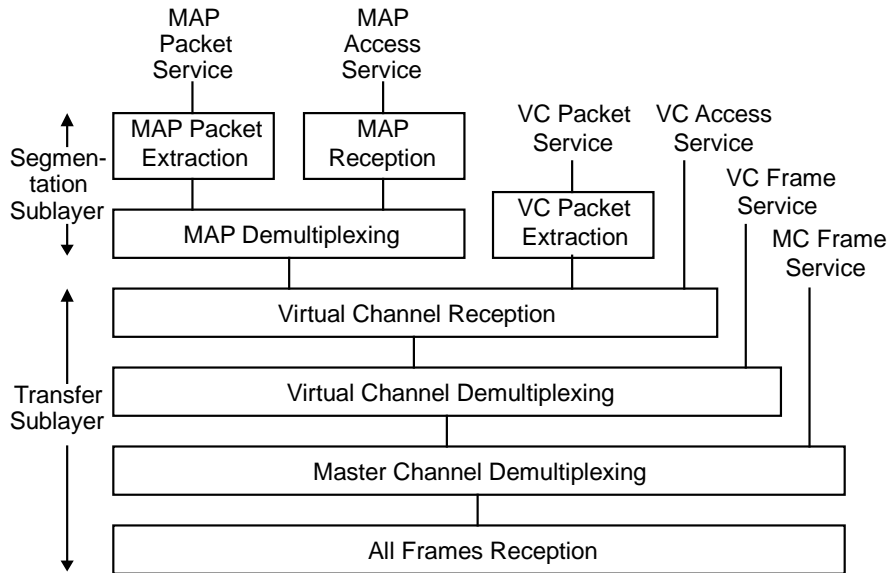 MAP
Packet
Service
MAP
Access
Service
MAP Packet
Extraction
MAP
Reception
VC Packet
Service
VC Access
Service
Segmen-
tation
Sublayer
VC Frame
Service
MAP Demultiplexing
VC Packet
Extraction
MC Frame
Service
Virtual Channel Reception
Transfer
Sublayer
Virtual Channel Demultiplexing
Master Channel Demultiplexing
All Frames Reception